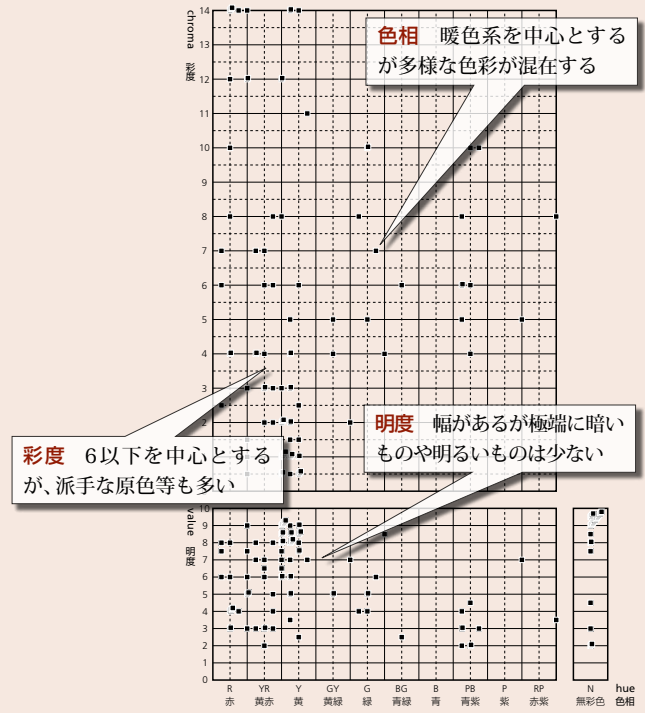 chroma 彩度
14
13
12
11
10
9
8
7
6
5
4
3
2
色相 暖色系を中心とする
が多様な色彩が混在する
彩度 6以下を中心とする
が、派手な原色等も多い
明度 幅があるが極端に暗い
ものや明るいものは少ない
value 明度
10
9
8
7
6
5
4
3
2
1
0
R YR Y GY G BG B PB P RP N hue
赤 黄赤 黄 黄緑 緑 青緑 青 青紫 紫 赤紫 無彩色 色相